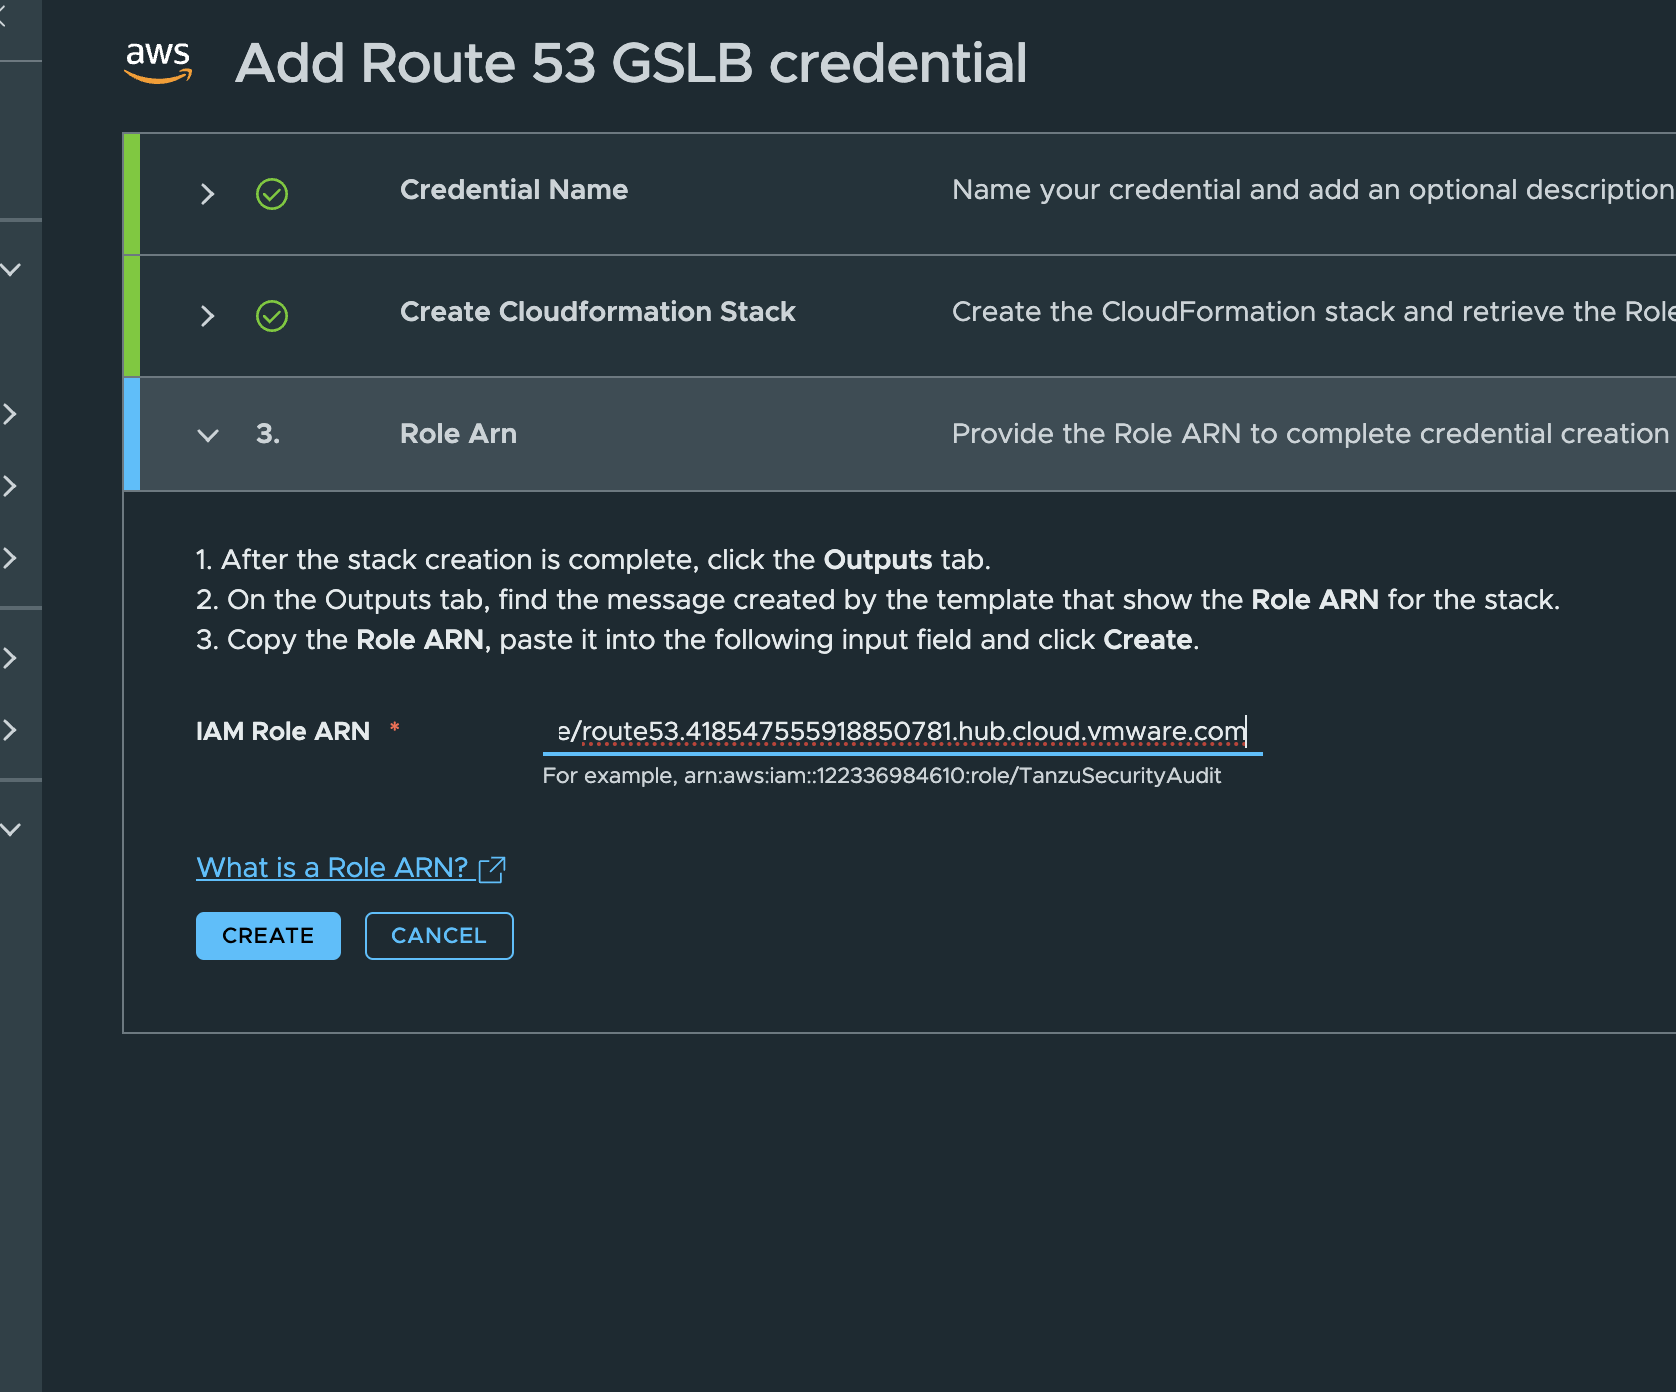 aws
Add Route 53 GSLB credential
Credential Name
Name your credential and add an optional description
Create Cloudformation Stack
Create the CloudFormation stack and retrieve the Role
3.
Role Arn
Provide the Role ARN to complete credential creation
1. After the stack creation is complete, click the Outputs tab.
2. On the Outputs tab, find the message created by the template that show the Role ARN for the stack.
3. Copy the Role ARN, paste it into the following input field and click Create.
IAM Role ARN *
e/route53.4185475555918850781.hub.cloud.vmware.com
For example, arn:aws:iam::122336984610:role/TanzuSecurityAudit
What is a Role ARN?
CREATE
CANCEL